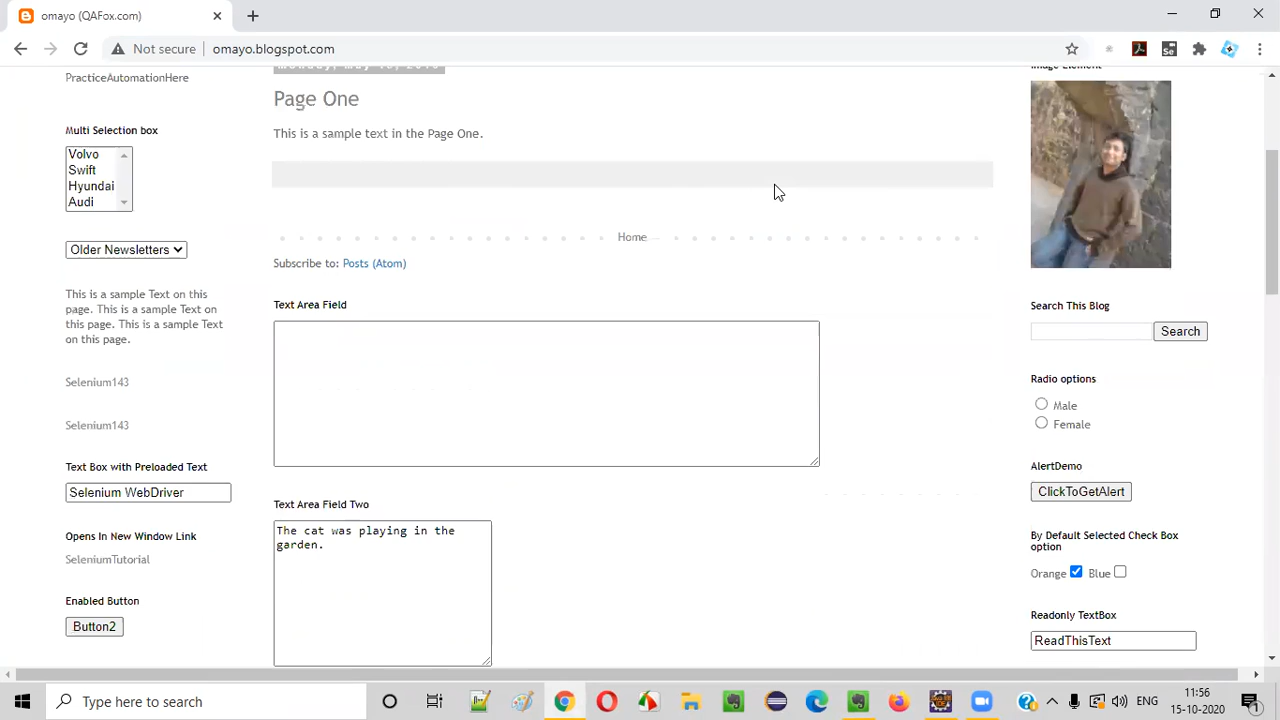 omayo (QAFox.com)
Not secure
omayo.blogspot.com
PracticeAutomationHere
Multi Selection box
Volvo
Swift
Hyundai
Audi
Older Newsletters
This is a sample Text on this
page. This is a sample Text on
this page. This is a sample Text
on this page.
Selenium143
Selenium143
Text Box with Preloaded Text
Selenium WebDriver
Opens In New Window Link
SeleniumTutorial
Enabled Button
Button2
Page One
This is a sample text in the Page One.
Home
Subscribe to: Posts (Atom)
Text Area Field
Text Area Field Two
The cat was playing in the
garden.
Image Element
Search This Blog
Search
Radio options
Male
Female
AlertDemo
ClickToGetAlert
By Default Selected Check Box
option
Orange Blue
Readonly TextBox
ReadThisText
Type here to search
ENG
11:56
15-10-2020